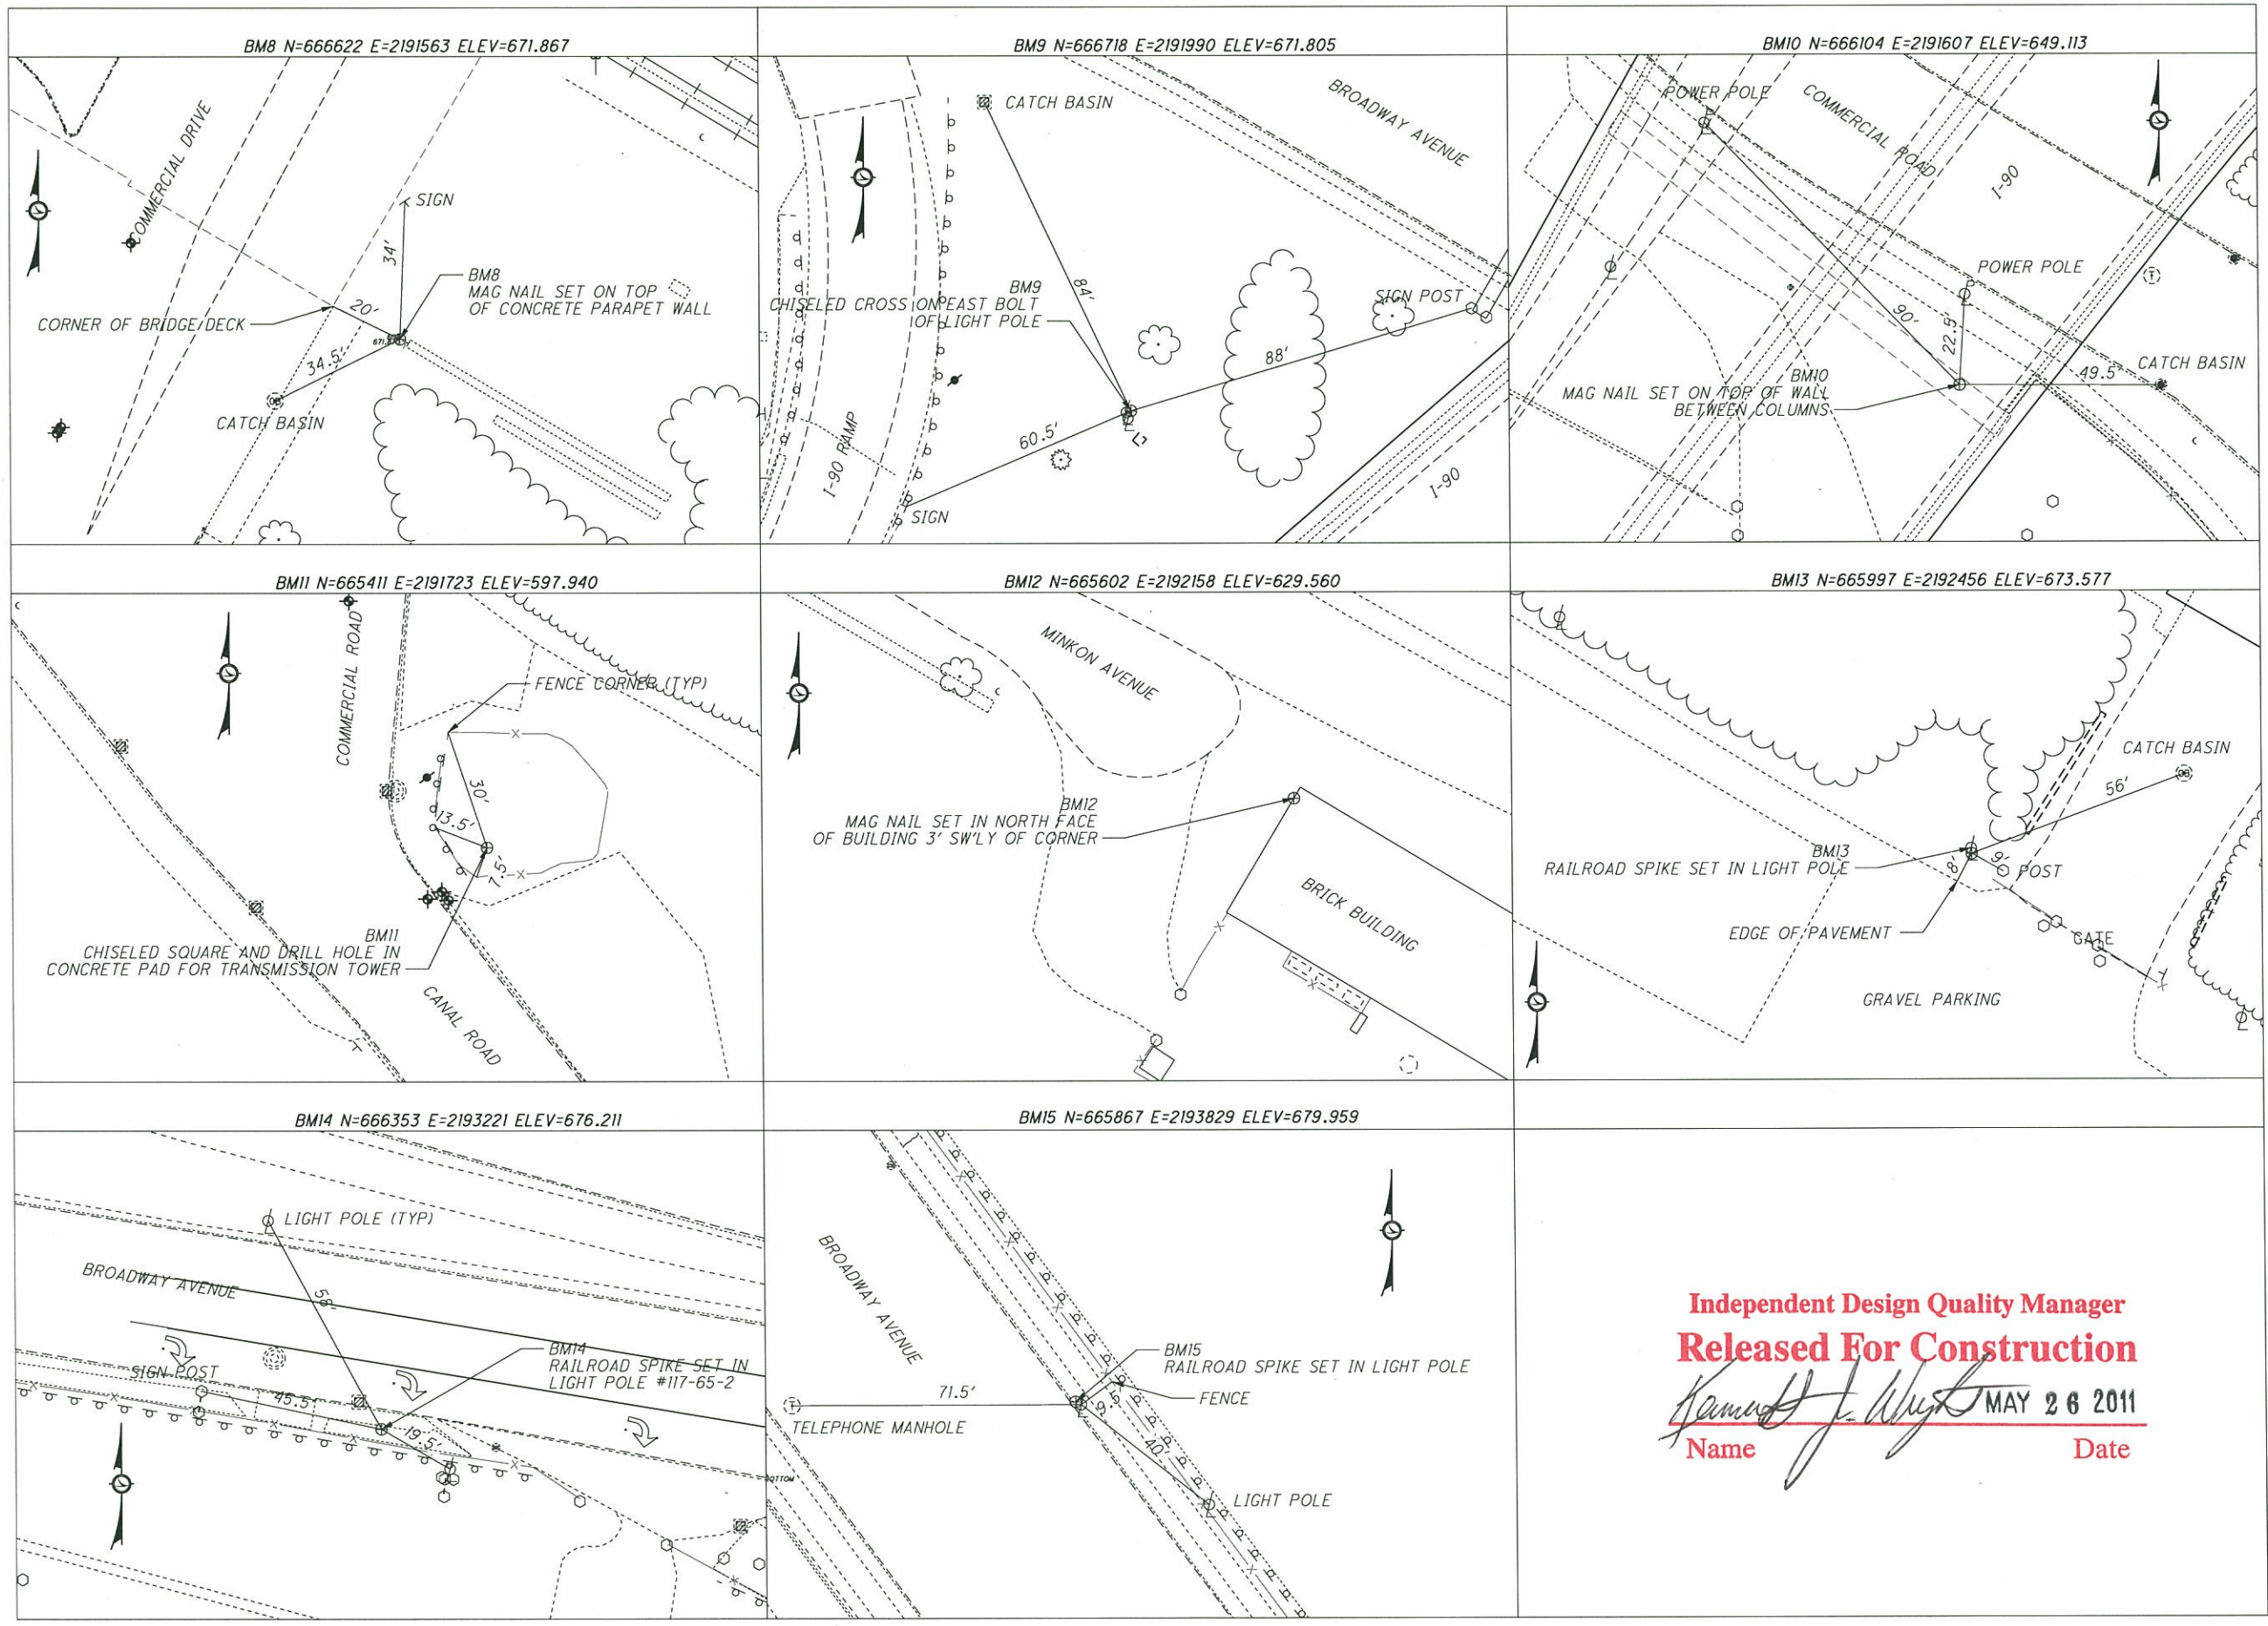 BM8 N=666622 E=2191563 ELEV=671.867
COMMERCIAL DRIVE
SIGN
34'
BM8
MAG NAIL SET ON TOP
OF CONCRETE PARAPET WALL
20'
CORNER OF BRIDGE DECK
34.5'
CATCH BASIN
BM9 N=666718 E=2191990 ELEV=671.805
CATCH BASIN
BROADWAY AVENUE
84'
BM9
CHISELED CROSS ON EAST BOLT
OF LIGHT POLE
SIGN POST
88'
60.5'
I-90 RAMP
SIGN
I-90
BM10 N=666104 E=2191607 ELEV=649.113
POWER POLE
COMMERCIAL ROAD
I-90
POWER POLE
90'
22.5'
CATCH BASIN
49.5'
BM10
MAG NAIL SET ON TOP OF WALL
BETWEEN COLUMNS
BM11 N=665411 E=2191723 ELEV=597.940
COMMERCIAL ROAD
FENCE CORNER (TYP)
30'
13.5'
7.5'
BM11
CHISELED SQUARE AND DRILL HOLE IN
CONCRETE PAD FOR TRANSMISSION TOWER
CANAL ROAD
BM12 N=665602 E=2192158 ELEV=629.560
MINKON AVENUE
BM12
MAG NAIL SET IN NORTH FACE
OF BUILDING 3' SW'LY OF CORNER
BRICK BUILDING
BM13 N=665997 E=2192456 ELEV=673.577
CATCH BASIN
56'
BM13
RAILROAD SPIKE SET IN LIGHT POLE
9'
8'
POST
EDGE OF PAVEMENT
GATE
GRAVEL PARKING
BM14 N=666353 E=2193221 ELEV=676.211
LIGHT POLE (TYP)
BROADWAY AVENUE
58'
BM14
RAILROAD SPIKE SET IN
LIGHT POLE #117-65-2
SIGN POST
45.5'
19.5'
BM15 N=665867 E=2193829 ELEV=679.959
BROADWAY AVENUE
BM15
RAILROAD SPIKE SET IN LIGHT POLE
71.5'
FENCE
9.5'
TELEPHONE MANHOLE
40'
LIGHT POLE
BOTTOM
Independent Design Quality Manager
Released For Construction
Kenneth J. Wright MAY 26 2011
Name Date